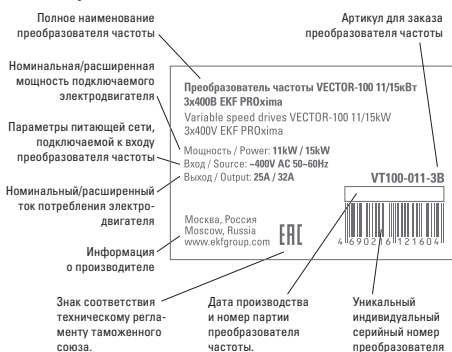 Полное наименование
преобразователя частоты
Артикул для заказа
преобразователя частоты
Номинальная/расширенная
мощность подключаемого
электродвигателя
Параметры питающей сети,
подключаемой к входу
преобразователя частоты
Номинальный/расширенный
ток потребления электро-
двигателя
Информация
о производителе
Преобразователь частоты VECTOR-100 11/15кВт
3х400В EKF PROxima
Variable speed drives VECTOR-100 11/15kW
3x400V EKF PROxima
Мощность / Power: 11kW / 15kW
Вход / Source: ~400V AC 50~60Hz
Выход / Output: 25A / 32A
VT100-011-3B
Москва, Россия
Moscow, Russia
www.ekfgroup.com
EAC
4 690216 121604
Знак соответствия
техническому регла-
менту таможенного
союза.
Дата производства
и номер партии
преобразователя
частоты.
Уникальный
индивидуальный
серийный номер
преобразователя